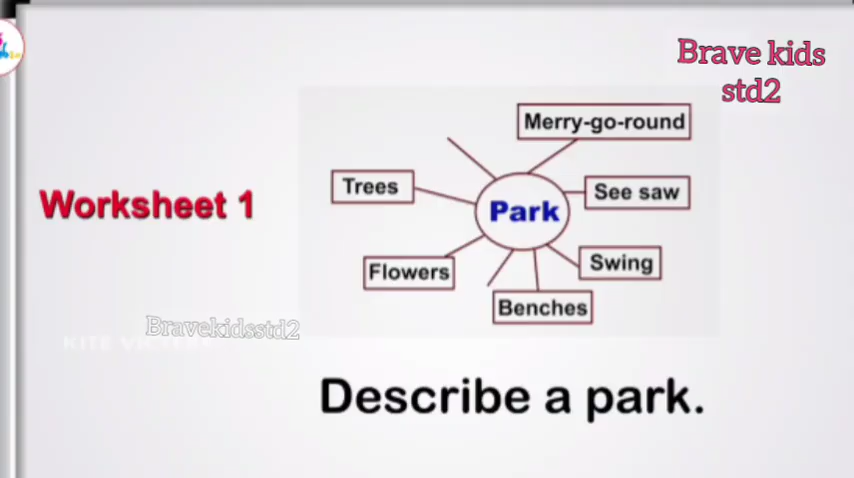 Brave kids
std2
Merry-go-round
Trees
See saw
Park
Worksheet 1
Flowers
Swing
Benches
Bravekidsstd2
Describe a park.